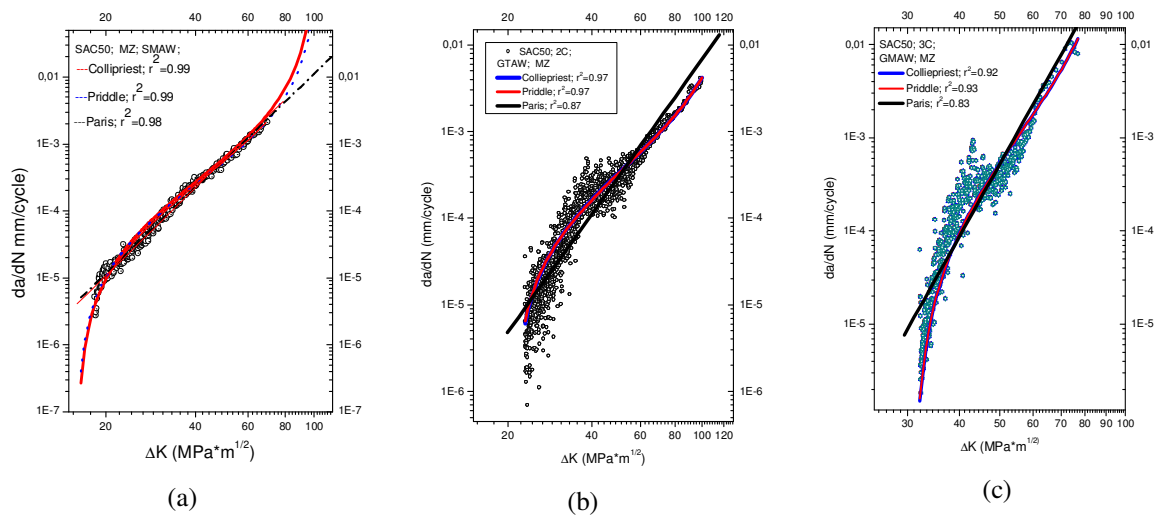 20 40 60 80 100
SAC50; MZ; SMAW;
---Collipriest; r2=0.99
---Priddle; r2=0.99
---Paris; r2=0.98
0,01
1E-3
1E-4
1E-5
1E-6
1E-7
0,01
1E-3
1E-4
1E-5
1E-6
1E-7
da/dN mm/cycle)
20 40 60 80 100
ΔK (MPa*m1/2)
(a)
20 40 60 80 100 120
SAC50; 2C;
GTAW; MZ
Colliepriest; r2=0.97
Priddle; r2=0.97
Paris; r2=0.87
0,01
1E-3
1E-4
1E-5
1E-6
0,01
1E-3
1E-4
1E-5
1E-6
da/dN (mm/cycle)
20 40 60 80 100 120
ΔK (MPa*m1/2)
(b)
30 40 50 60 70 80 90 100
SAC50; 3C;
GMAW; MZ
Colliepriest; r2=0.92
Priddle; r2=0.93
Paris; r2=0.83
0,01
1E-3
1E-4
1E-5
0,01
1E-3
1E-4
1E-5
da/dN (mm/cycle)
30 40 50 60 70 80 90 100
ΔK (MPa*m1/2)
(c)